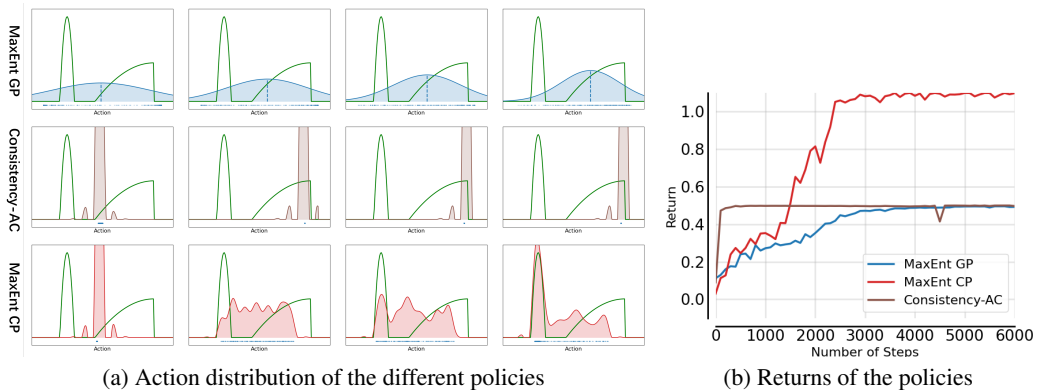 MaxEnt GP
Action
Action
Action
Action
Consistency-AC
Action
Action
Action
Action
MaxEnt CP
Action
Action
Action
Action
(a) Action distribution of the different policies
Return
1.0
0.8
0.6
0.4
0.2
0.0
MaxEnt GP
MaxEnt CP
Consistency-AC
0
1000
2000
3000
4000
5000
6000
Number of Steps
(b) Returns of the policies